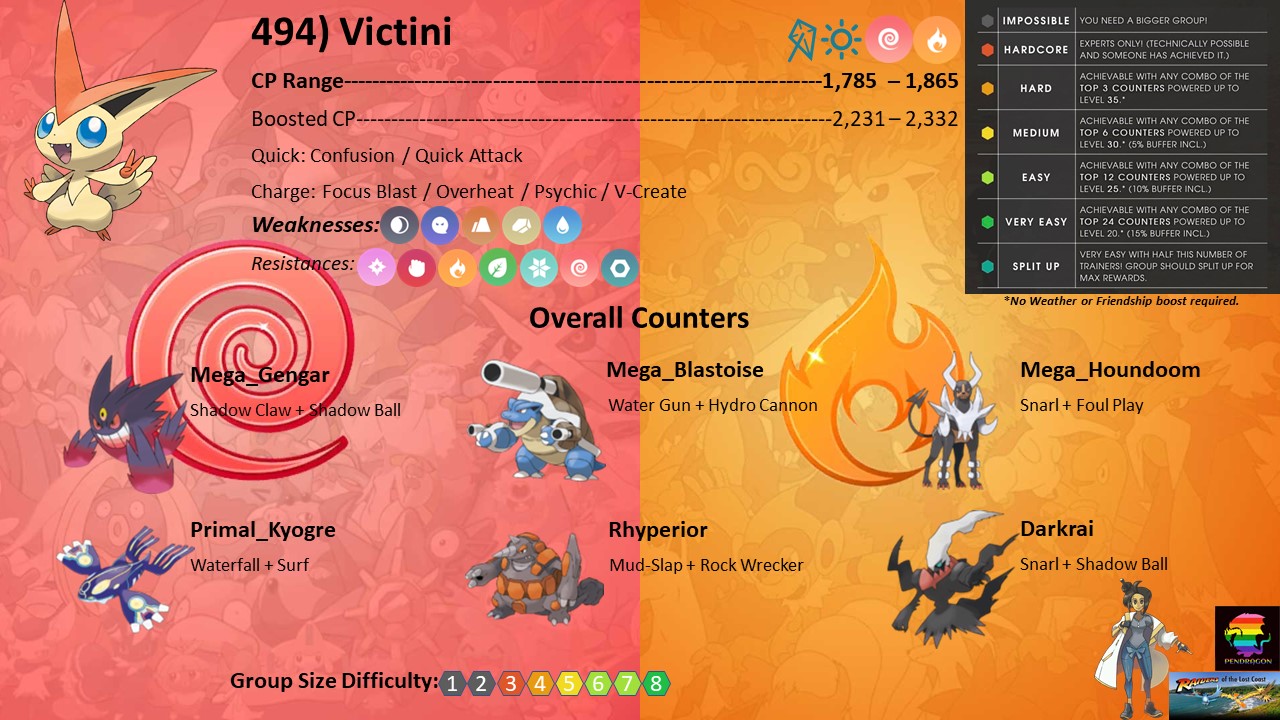 494) Victini
CP Range---1,785 – 1,865
Boosted CP---2,231 – 2,332
Quick: Confusion / Quick Attack
Charge: Focus Blast / Overheat / Psychic / V-Create
Weaknesses:
Resistances:
IMPOSSIBLE YOU NEED A BIGGER GROUP!
HARDCORE EXPERTS ONLY! (TECHNICALLY POSSIBLE
AND SOMEONE HAS ACHIEVED IT.)
HARD ACHIEVABLE WITH ANY COMBO OF THE
TOP 3 COUNTERS POWERED UP TO
LEVEL 35.*
MEDIUM ACHIEVABLE WITH ANY COMBO OF THE
TOP 6 COUNTERS POWERED UP TO
LEVEL 30.* (5% BUFFER INCL.)
EASY ACHIEVABLE WITH ANY COMBO OF THE
TOP 12 COUNTERS POWERED UP TO
LEVEL 25.* (10% BUFFER INCL.)
VERY EASY ACHIEVABLE WITH ANY COMBO OF THE
TOP 24 COUNTERS POWERED UP TO
LEVEL 20.* (15% BUFFER INCL.)
SPLIT UP VERY EASY WITH HALF THIS NUMBER OF
TRAINERS! GROUP SHOULD SPLIT UP FOR
MAX REWARDS.
*No Weather or Friendship boost required.
Overall Counters
Mega_Gengar
Shadow Claw + Shadow Ball
Mega_Blastoise
Water Gun + Hydro Cannon
Mega_Houndoom
Snarl + Foul Play
Primal_Kyogre
Waterfall + Surf
Rhyperior
Mud-Slap + Rock Wrecker
Darkrai
Snarl + Shadow Ball
Group Size Difficulty: 1 2 3 4 5 6 7 8
PENDRAGON
RAIDERS of the Lost Coast